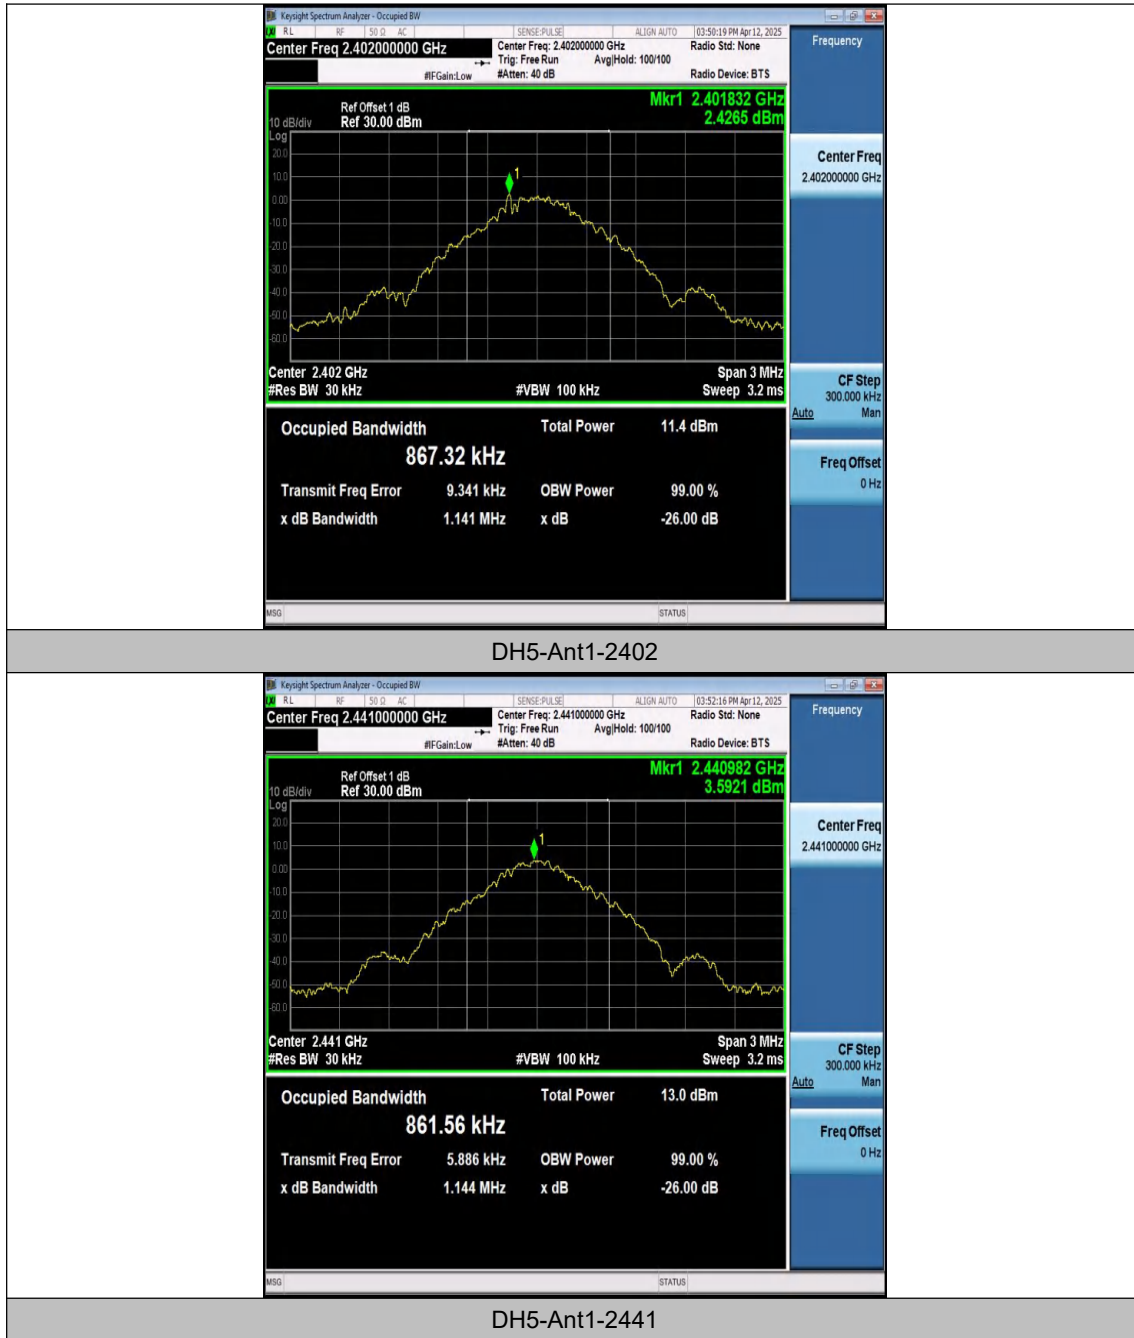 Keysight Spectrum Analyzer - Occupied BW
RL RF 50 Ω AC SENSE:PULSE ALIGN AUTO 03:50:19 PM Apr 12, 2025
Center Freq 2.402000000 GHz Center Freq: 2.402000000 GHz Radio Std: None Frequency
Trig: Free Run Avg|Hold: 100/100
#IFGain:Low #Atten: 40 dB Radio Device: BTS
Mkr1 2.401832 GHz
Ref Offset 1 dB 2.4265 dBm
10 dB/div Ref 30.00 dBm
Log
20.0
10.0
0.00
-10.0
-20.0
-30.0
-40.0
-50.0
-60.0
1
Center Freq
2.402000000 GHz
Center 2.402 GHz Span 3 MHz
#Res BW 30 kHz #VBW 100 kHz Sweep 3.2 ms
CF Step
300.000 kHz
Auto Man
Occupied Bandwidth Total Power 11.4 dBm
867.32 kHz
Freq Offset
0 Hz
Transmit Freq Error 9.341 kHz OBW Power 99.00 %
x dB Bandwidth 1.141 MHz x dB -26.00 dB
MSG STATUS
DH5-Ant1-2402
Keysight Spectrum Analyzer - Occupied BW
RL RF 50 Ω AC SENSE:PULSE ALIGN AUTO 03:52:16 PM Apr 12, 2025
Center Freq 2.441000000 GHz Center Freq: 2.441000000 GHz Radio Std: None Frequency
Trig: Free Run Avg|Hold: 100/100
#IFGain:Low #Atten: 40 dB Radio Device: BTS
Mkr1 2.440982 GHz
Ref Offset 1 dB 3.5921 dBm
10 dB/div Ref 30.00 dBm
Log
20.0
10.0
0.00
-10.0
-20.0
-30.0
-40.0
-50.0
-60.0
1
Center Freq
2.441000000 GHz
Center 2.441 GHz Span 3 MHz
#Res BW 30 kHz #VBW 100 kHz Sweep 3.2 ms
CF Step
300.000 kHz
Auto Man
Occupied Bandwidth Total Power 13.0 dBm
861.56 kHz
Freq Offset
0 Hz
Transmit Freq Error 5.886 kHz OBW Power 99.00 %
x dB Bandwidth 1.144 MHz x dB -26.00 dB
MSG STATUS
DH5-Ant1-2441